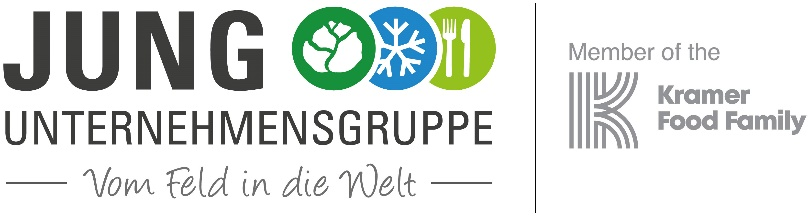 JUNG
UNTERNEHMENSGRUPPE
Vom Feld in die Welt
Member of the
Kramer
Food Family